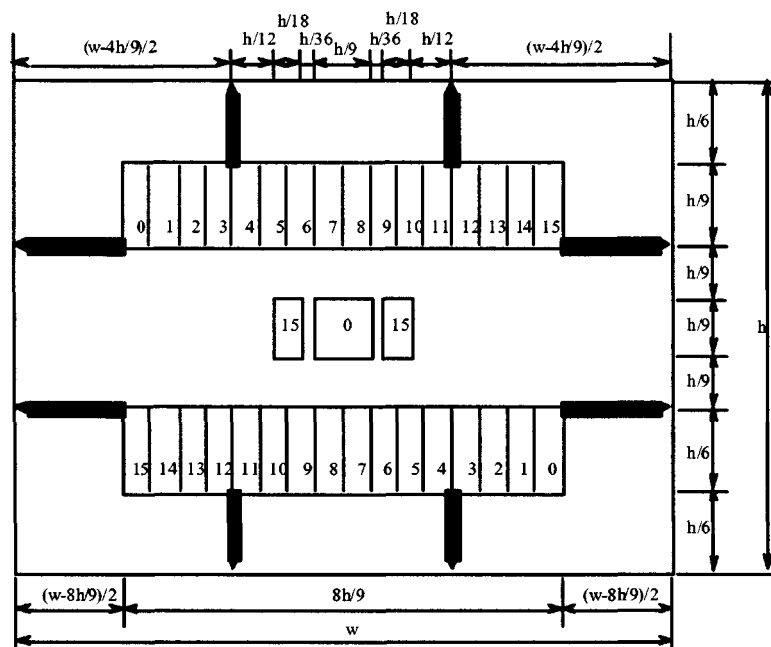 h/18 h/18
h/12 h/36 h/36 h/12
(w-4h/9)/2 h/9 (w-4h/9)/2
h/6
h/9
0 1 2 3 4 5 6 7 8 9 10 11 12 13 14 15
h/9
15 0 15 h/9 h
h/9
h/6
15 14 13 12 11 10 9 8 7 6 5 4 3 2 1 0
h/6
(w-8h/9)/2 8h/9 (w-8h/9)/2
w